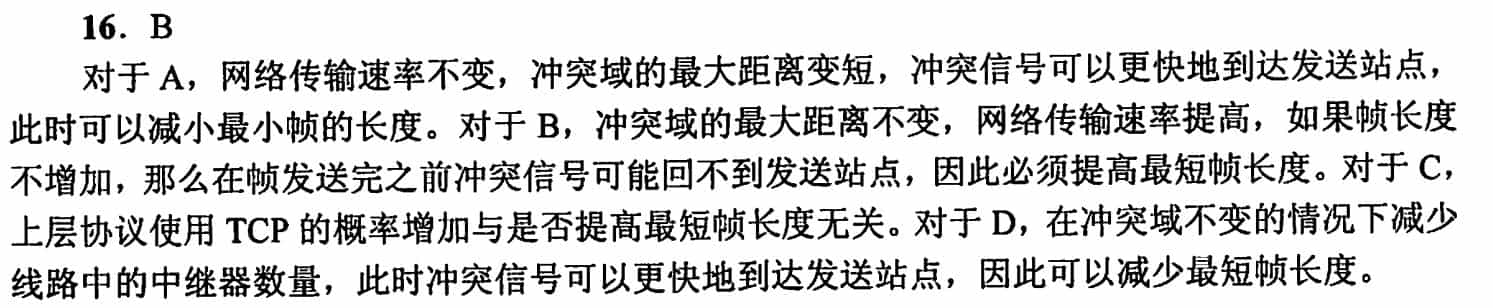 16．B
对于 A，网络传输速率不变，冲突域的最大距离变短，冲突信号可以更快地到达发送站点，
此时可以减小最小帧的长度。对于 B，冲突域的最大距离不变，网络传输速率提高，如果帧长度
不增加，那么在帧发送完之前冲突信号可能回不到发送站点，因此必须提高最短帧长度。对于 C，
上层协议使用 TCP 的概率增加与是否提高最短帧长度无关。对于 D，在冲突域不变的情况下减少
线路中的中继器数量，此时冲突信号可以更快地到达发送站点，因此可以减少最短帧长度。